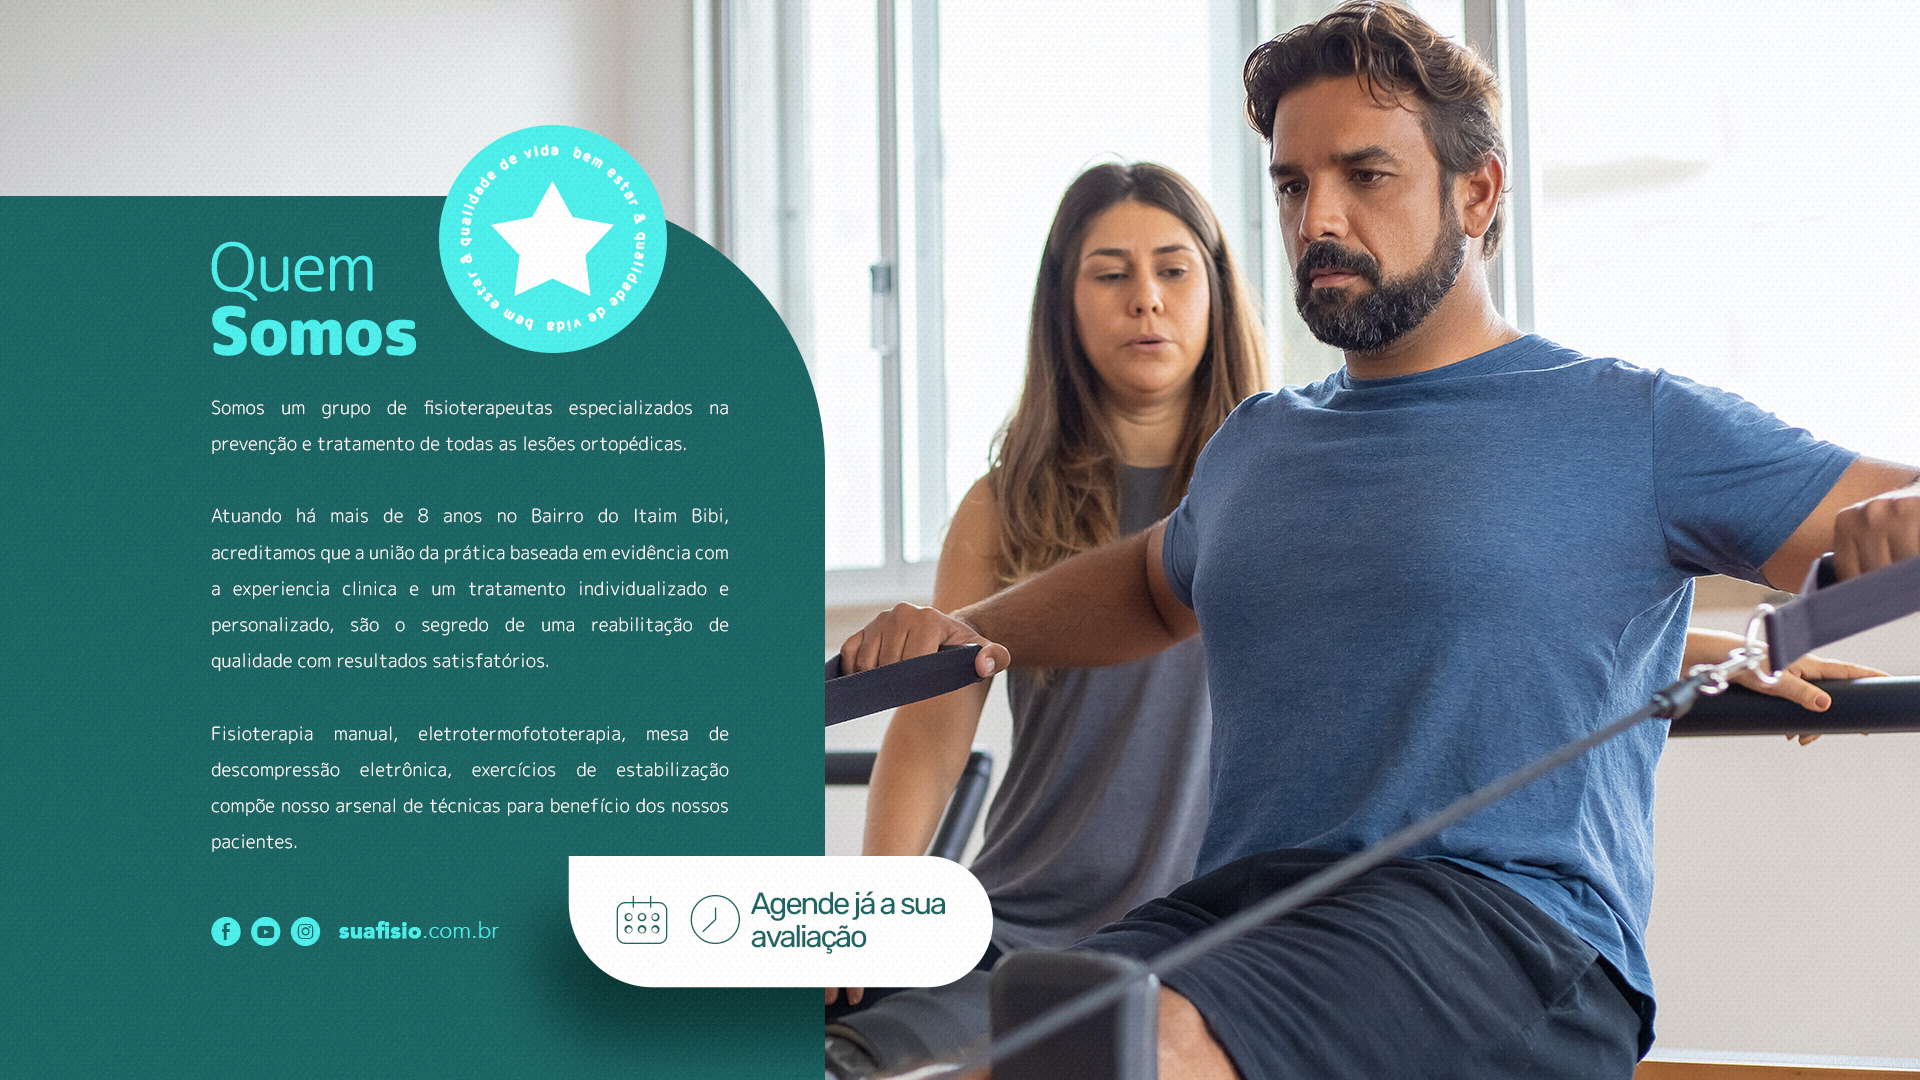 bem estar & qualidade de vida bem estar & qualidade de vida
Quem
Somos
Somos um grupo de fisioterapeutas especializados na
prevenção e tratamento de todas as lesões ortopédicas.
Atuando há mais de 8 anos no Bairro do Itaim Bibi,
acreditamos que a união da prática baseada em evidência com
a experiencia clinica e um tratamento individualizado e
personalizado, são o segredo de uma reabilitação de
qualidade com resultados satisfatórios.
Fisioterapia manual, eletrotermofototerapia, mesa de
descompressão eletrônica, exercícios de estabilização
compõe nosso arsenal de técnicas para benefício dos nossos
pacientes.
suafisio.com.br
Agende já a sua
avaliação